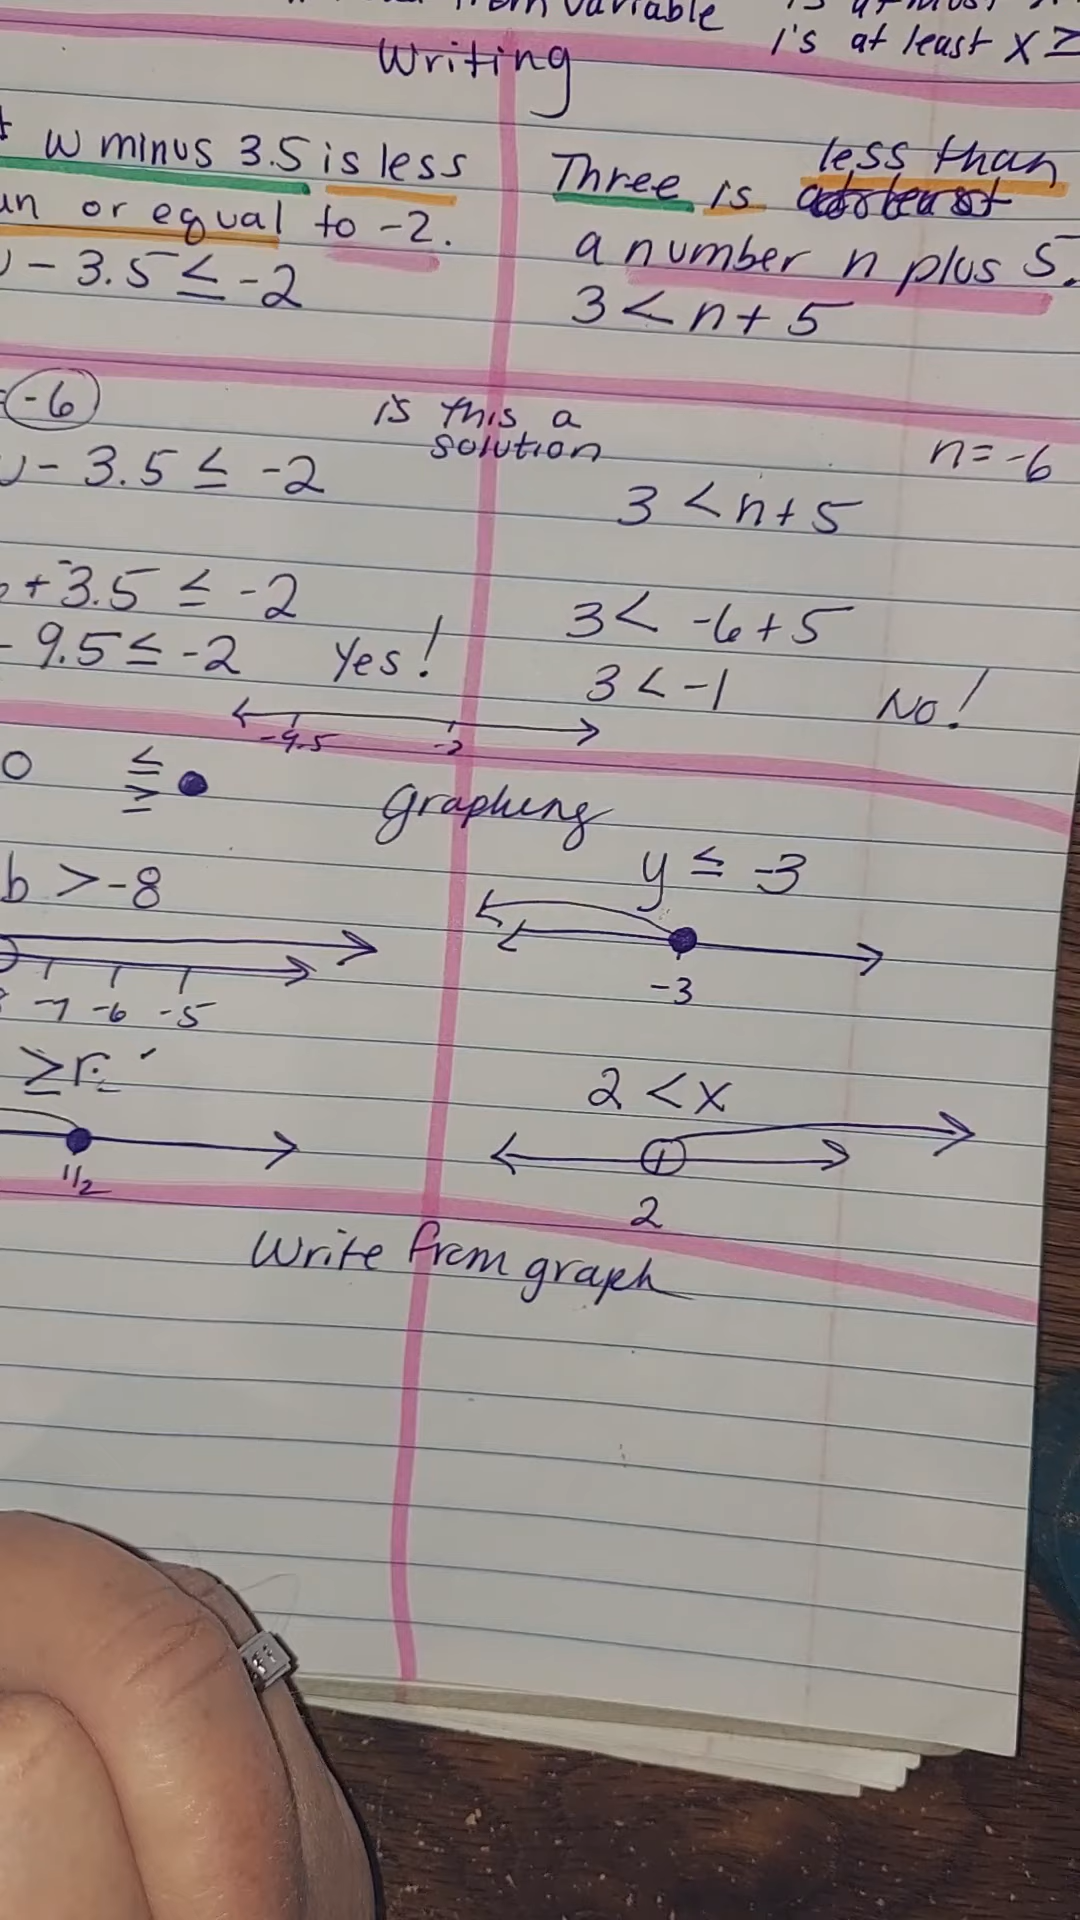 from variable
is at least x ≥
Writing
w minus 3.5 is less
or equal to -2.
- 3.5 ≤ -2
less than
Three is
a number n plus 5.
3 < n + 5
-6
is this a
solution
- 3.5 ≤ -2
+ -3.5 ≤ -2
- 9.5 ≤ -2 Yes!
-9.5 -2
n = -6
3 < n + 5
3 < -6 + 5
3 < -1 No!
≤
≥
Graphing
b > -8
-7 -6 -5
≥
1/2
y ≤ -3
-3
2 < x
2
Write from graph